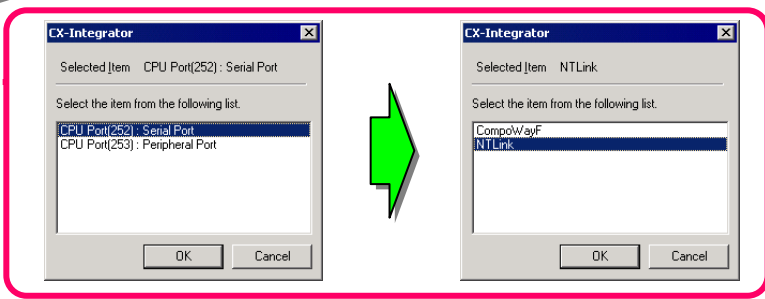 CX-Integrator
Selected Item CPU Port(252) : Serial Port
Select the item from the following list.
CPU Port(252) : Serial Port
CPU Port(253) : Peripheral Port
OK Cancel
CX-Integrator
Selected Item NTLink
Select the item from the following list.
CompoWayF
NTLink
OK Cancel